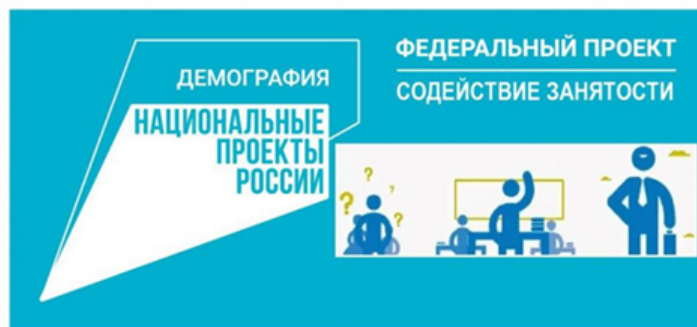 ДЕМОГРАФИЯ
НАЦИОНАЛЬНЫЕ
ПРОЕКТЫ
РОССИИ
ФЕДЕРАЛЬНЫЙ ПРОЕКТ
СОДЕЙСТВИЕ ЗАНЯТОСТИ
? ? ? ?